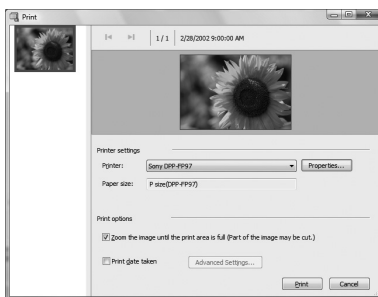 Print
1 / 1 2/28/2002 9:00:00 AM
Printer settings
Printer: Sony DPP-FP97 Properties...
Paper size: P size(DPP-FP97)
Print options
Zoom the image until the print area is full (Part of the image may be cut.)
Print date taken Advanced Settings...
Print Cancel